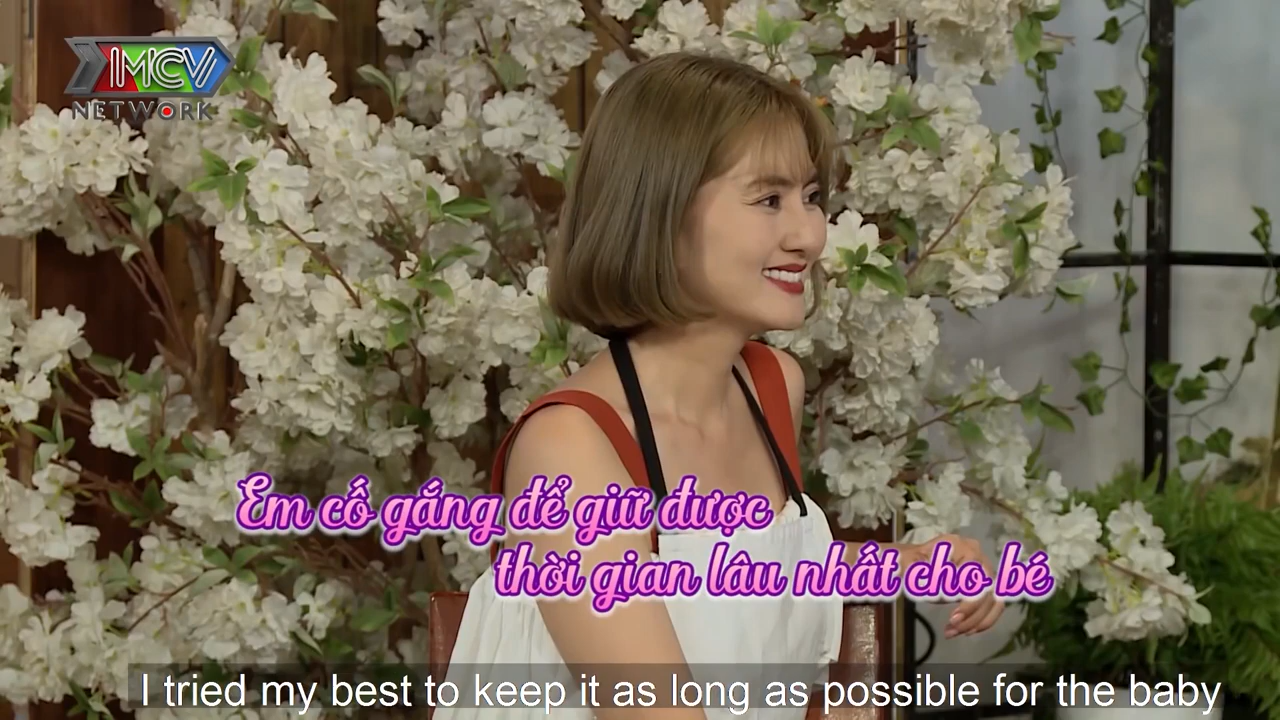 MCV
NETWORK
Em cố gắng để giữ được
thời gian lâu nhất cho bé
I tried my best to keep it as long as possible for the baby